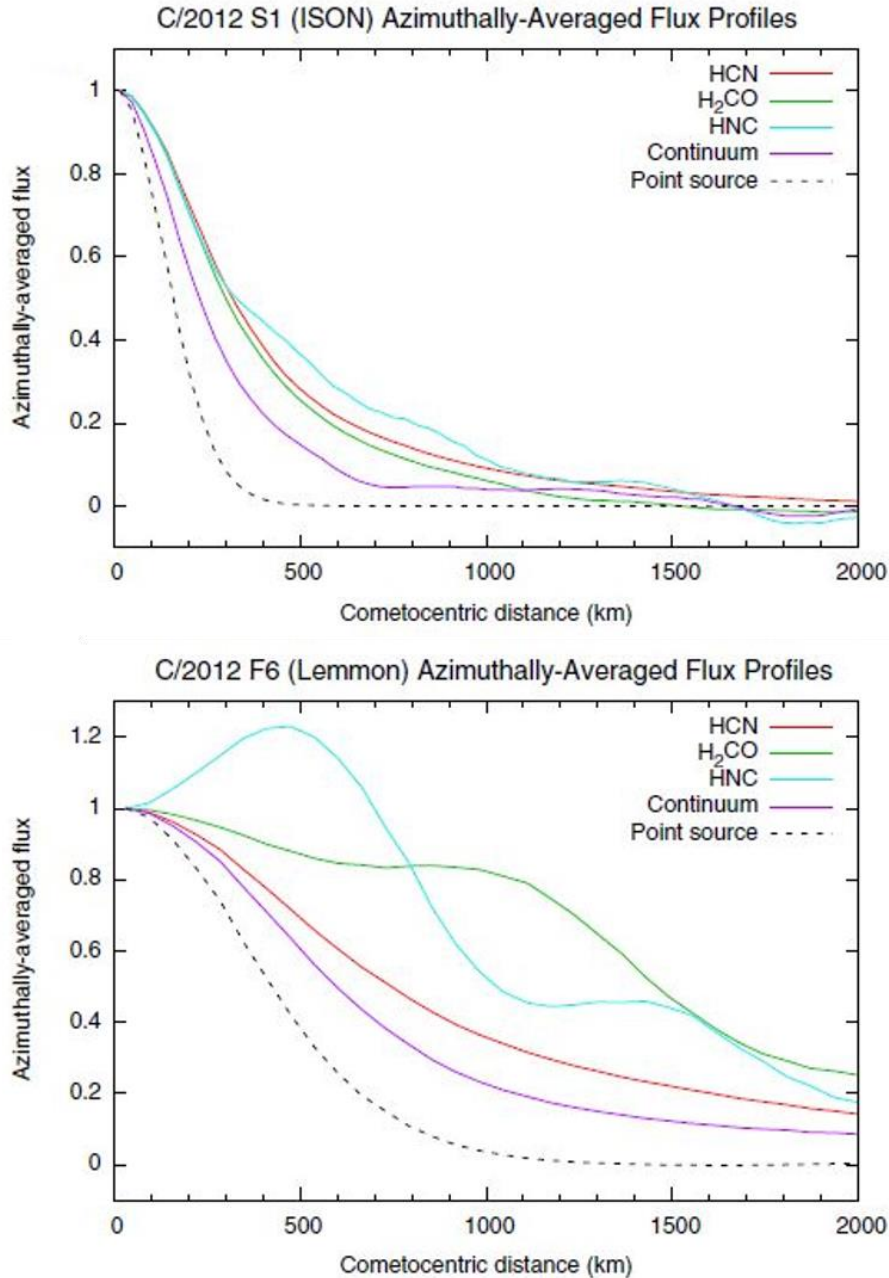 C/2012 S1 (ISON) Azimuthally-Averaged Flux Profiles
HCN
H₂CO
HNC
Continuum
Point source
1
0.8
0.6
0.4
0.2
0
Azimuthally-averaged flux
0 500 1000 1500 2000
Cometocentric distance (km)
C/2012 F6 (Lemmon) Azimuthally-Averaged Flux Profiles
HCN
H₂CO
HNC
Continuum
Point source
1.2
1
0.8
0.6
0.4
0.2
0
Azimuthally-averaged flux
0 500 1000 1500 2000
Cometocentric distance (km)